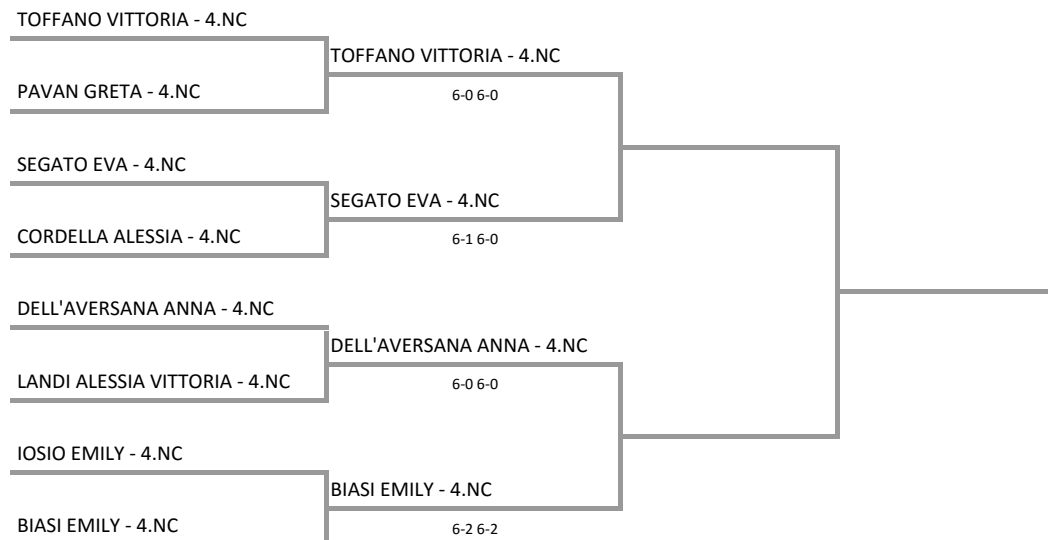 TOFFANO VITTORIA - 4.NC
TOFFANO VITTORIA - 4.NC
PAVAN GRETA - 4.NC
6-0 6-0
SEGATO EVA - 4.NC
SEGATO EVA - 4.NC
CORDELLA ALESSIA - 4.NC
6-1 6-0
DELL'AVERSANA ANNA - 4.NC
DELL'AVERSANA ANNA - 4.NC
LANDI ALESSIA VITTORIA - 4.NC
6-0 6-0
IOSIO EMILY - 4.NC
BIASI EMILY - 4.NC
BIASI EMILY - 4.NC
6-2 6-2